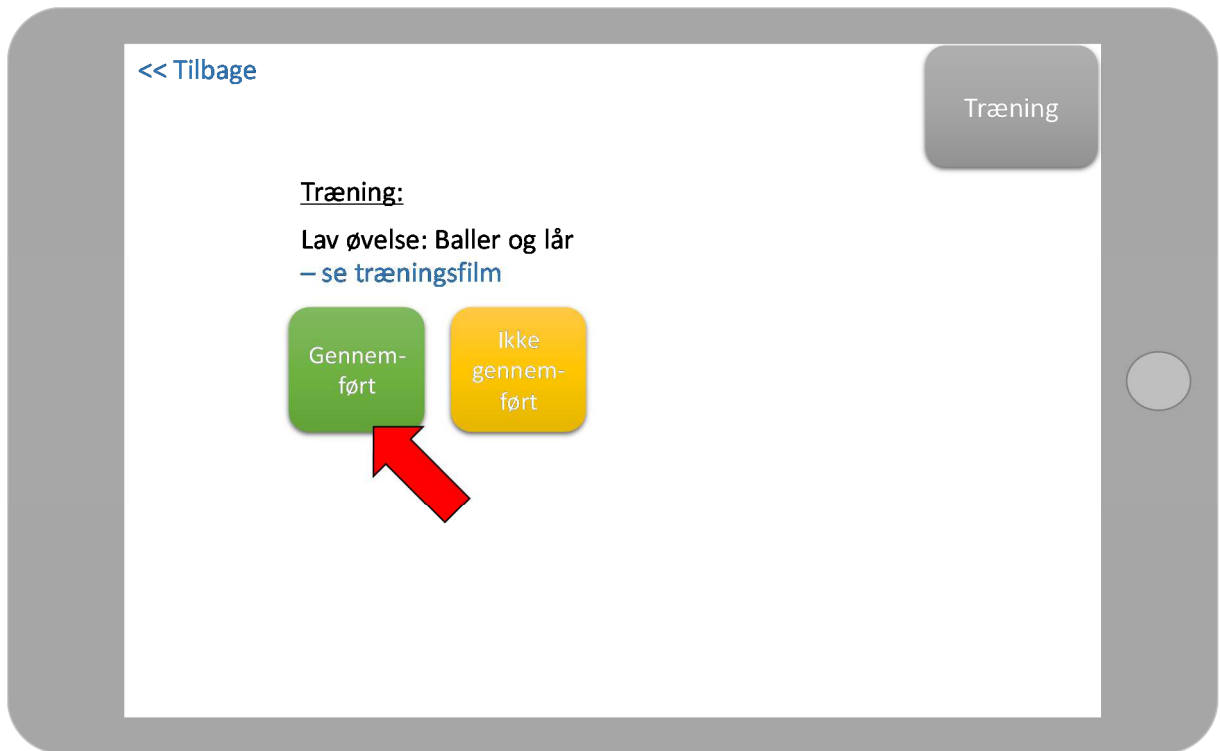 << Tilbage
Træning
Træning:
Lav øvelse: Baller og lår
– se træningsfilm
Gennem-
ført
Ikke
gennem-
ført